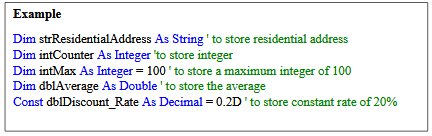 Example
Dim strResidentialAddress As String ' to store residential address
Dim intCounter As Integer 'to store integer
Dim intMax As Integer = 100 ' to store a maximum integer of 100
Dim dblAverage As Double ' to store the average
Const dblDiscount_Rate As Decimal = 0.2D ' to store constant rate of 20%